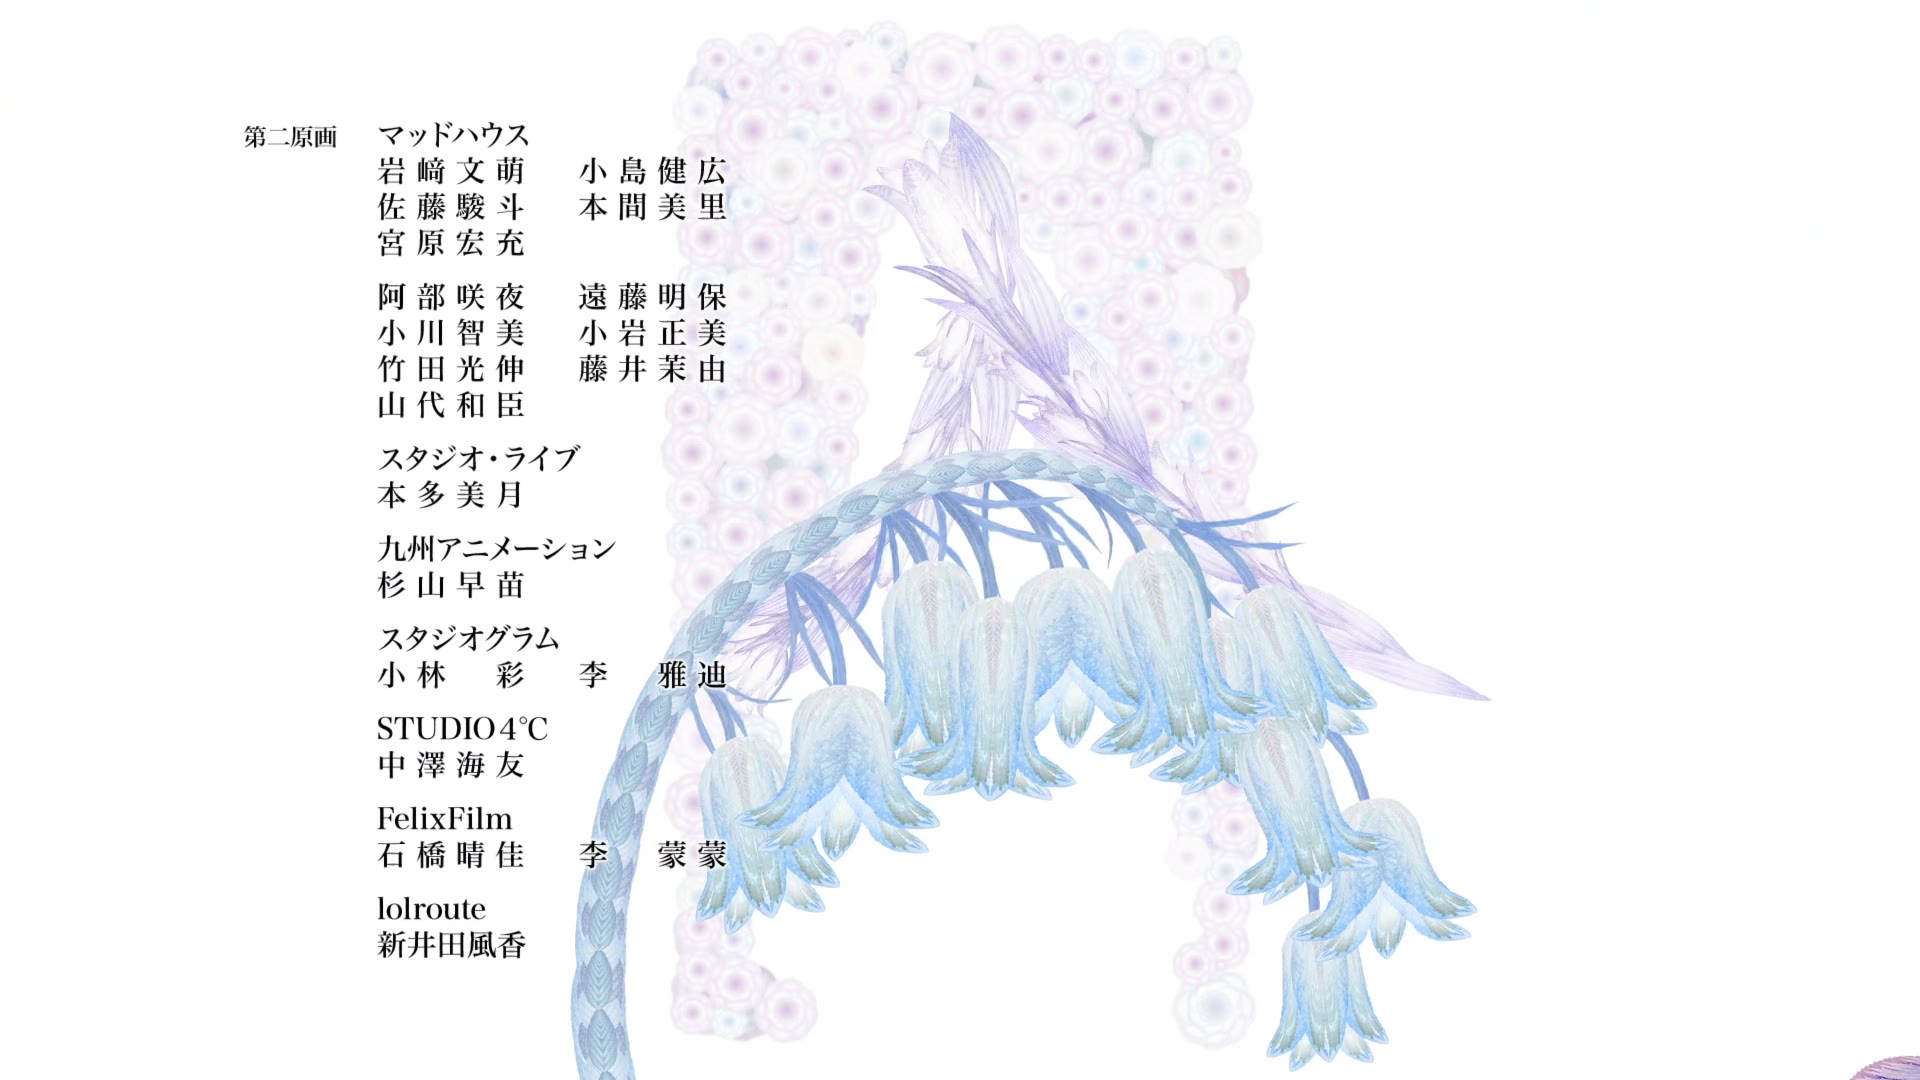 第二原画 マッドハウス
岩﨑文萌 小島健広
佐藤駿斗 本間美里
宮原宏充
阿部咲夜 遠藤明保
小川智美 小岩正美
竹田光伸 藤井茉由
山代和臣
スタジオ・ライブ
本多美月
九州アニメーション
杉山早苗
スタジオグラム
小林 彩 李 雅迪
STUDIO4℃
中澤海友
FelixFilm
石橋晴佳 李 蒙蒙
lolroute
新井田風香